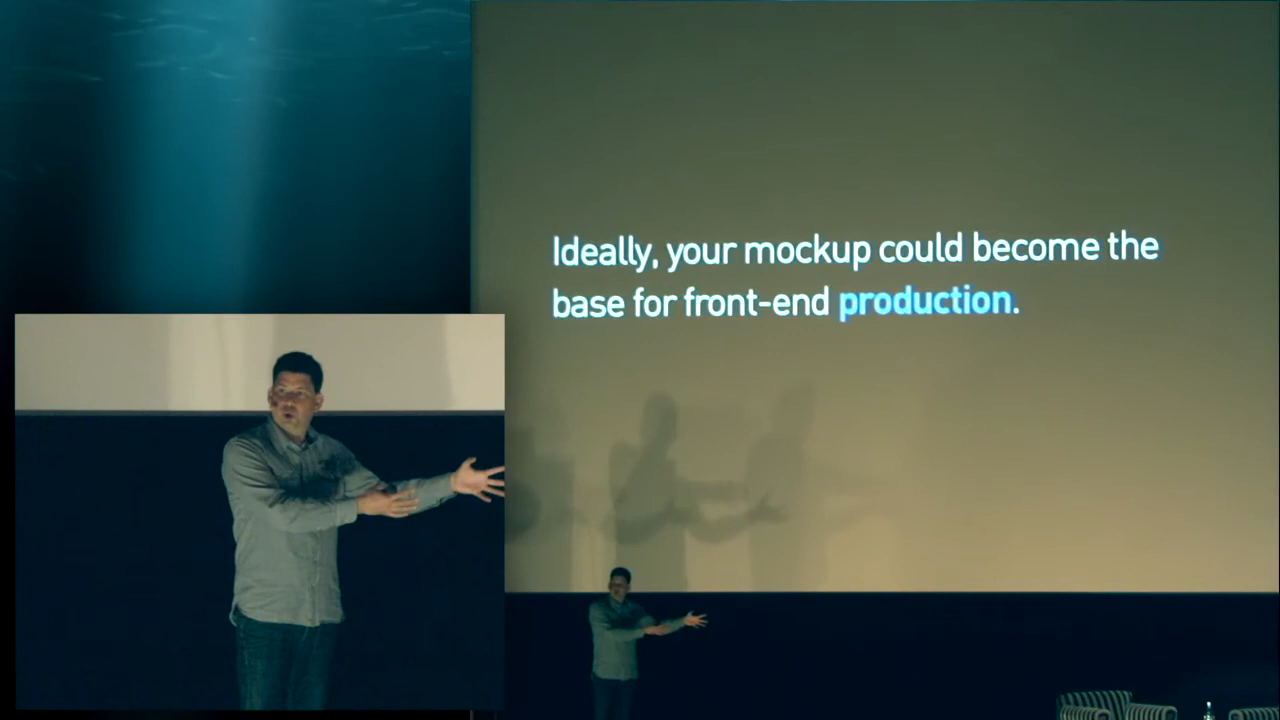 Ideally, your mockup could become the
base for front-end production.